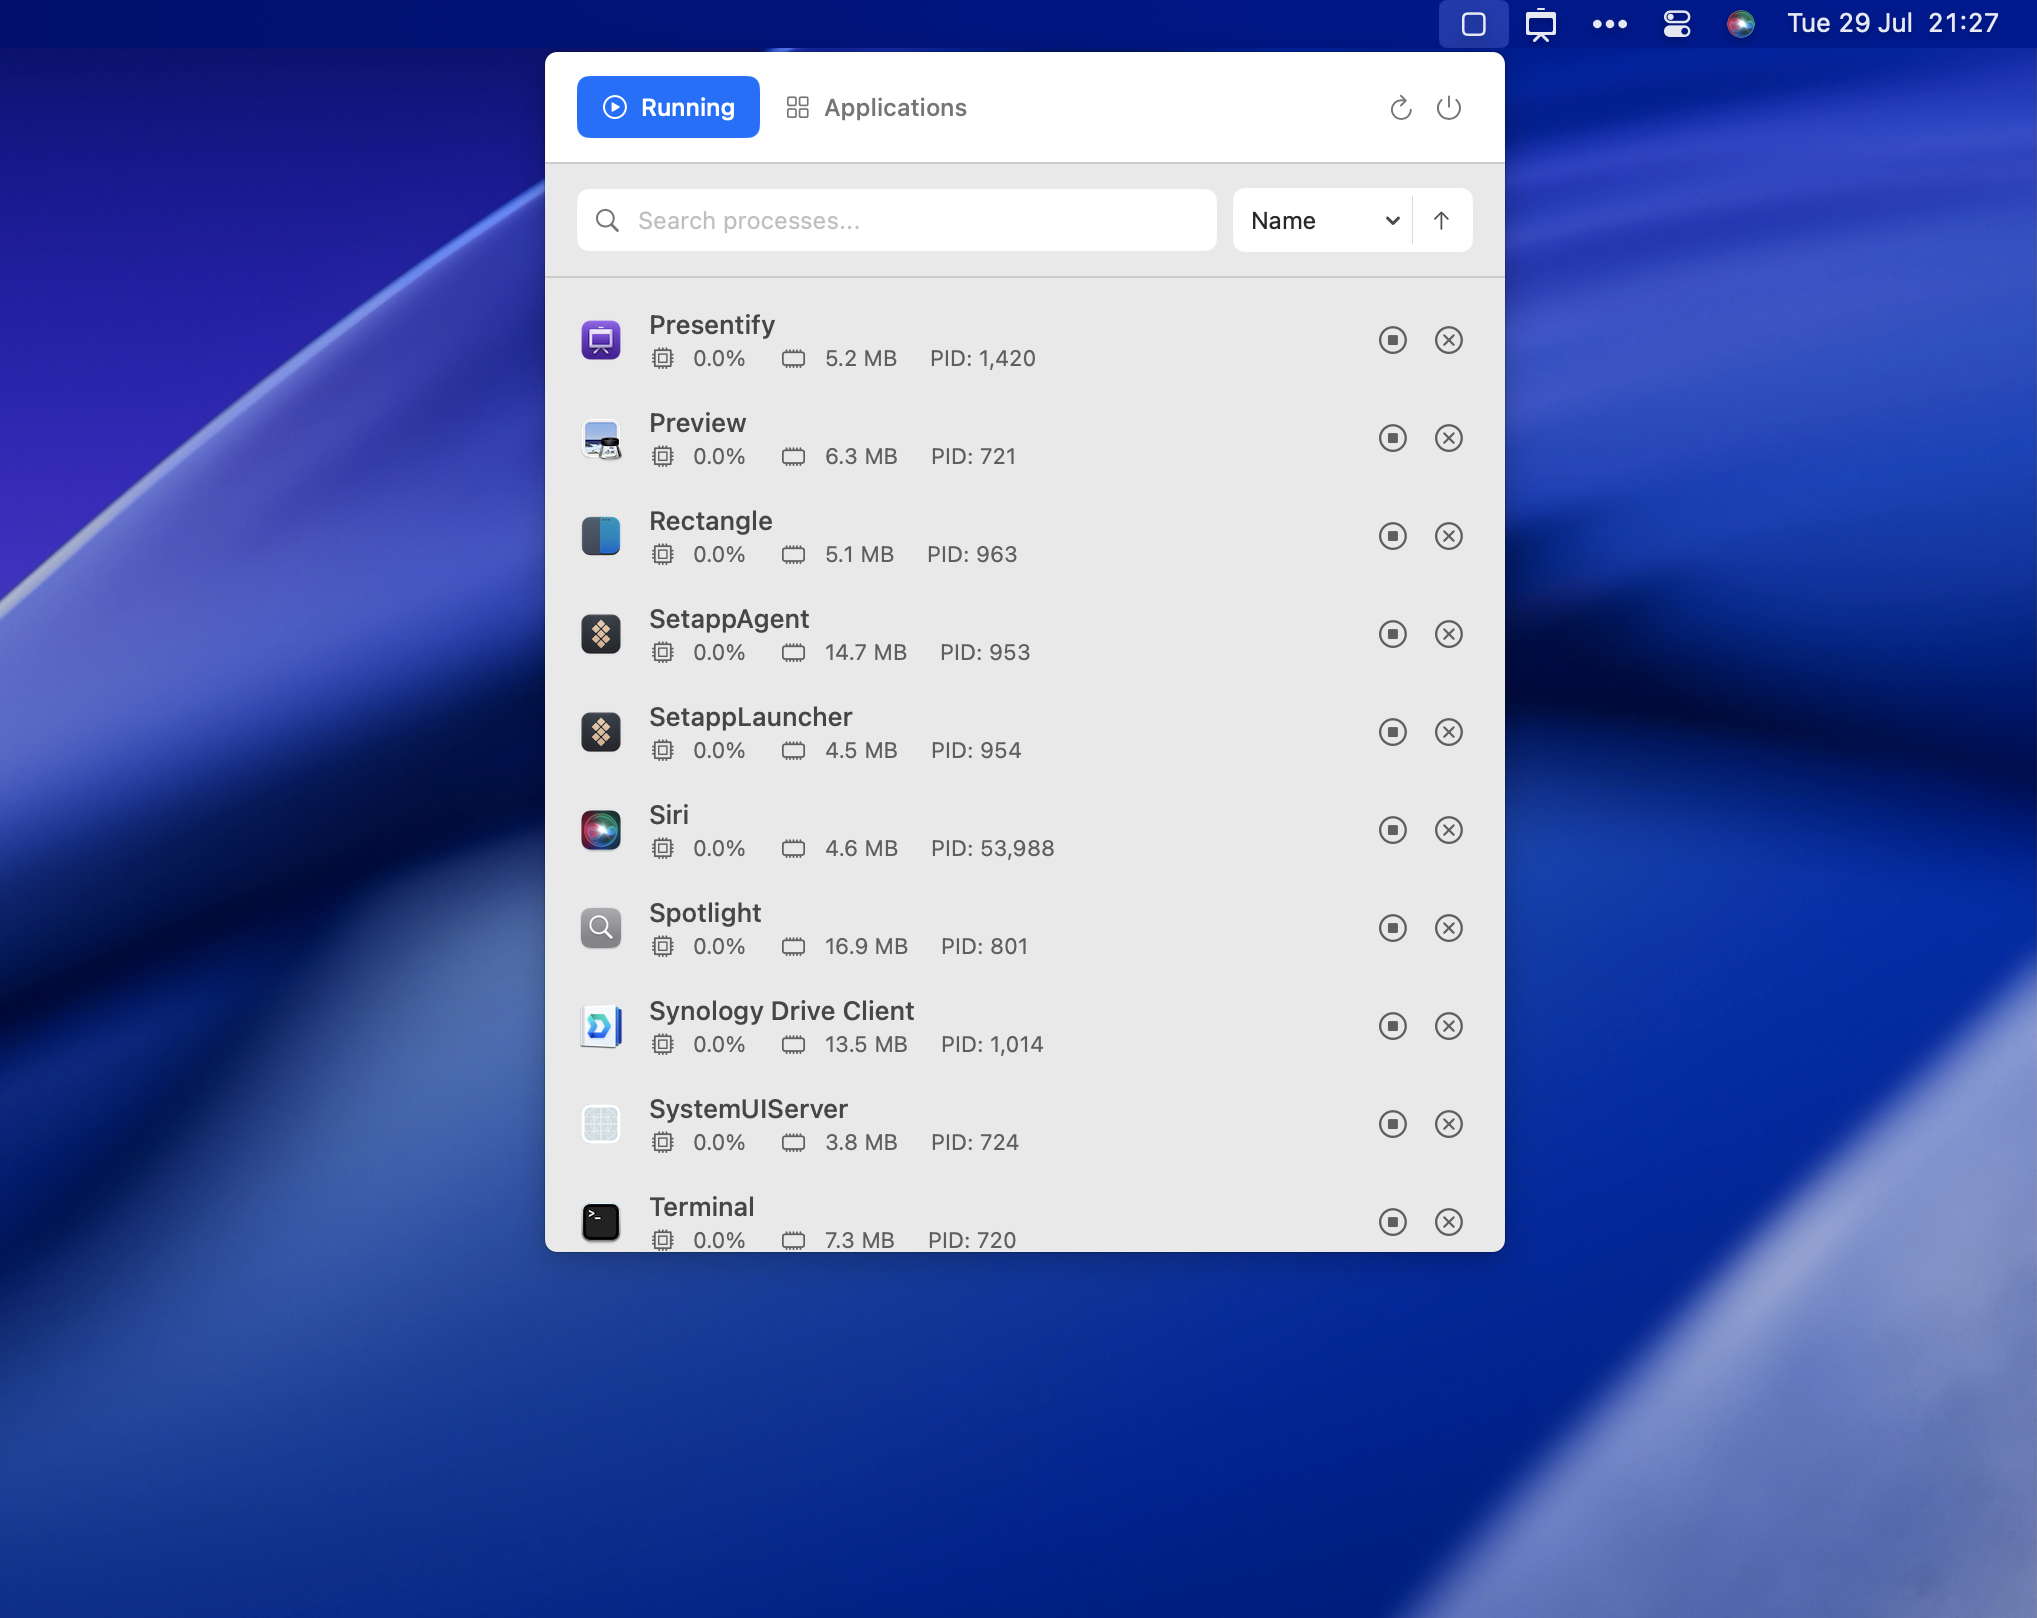 Tue 29 Jul 21:27
Running Applications
Search processes... Name
Presentify
0.0% 5.2 MB PID: 1,420
Preview
0.0% 6.3 MB PID: 721
Rectangle
0.0% 5.1 MB PID: 963
SetappAgent
0.0% 14.7 MB PID: 953
SetappLauncher
0.0% 4.5 MB PID: 954
Siri
0.0% 4.6 MB PID: 53,988
Spotlight
0.0% 16.9 MB PID: 801
Synology Drive Client
0.0% 13.5 MB PID: 1,014
SystemUIServer
0.0% 3.8 MB PID: 724
Terminal
0.0% 7.3 MB PID: 720